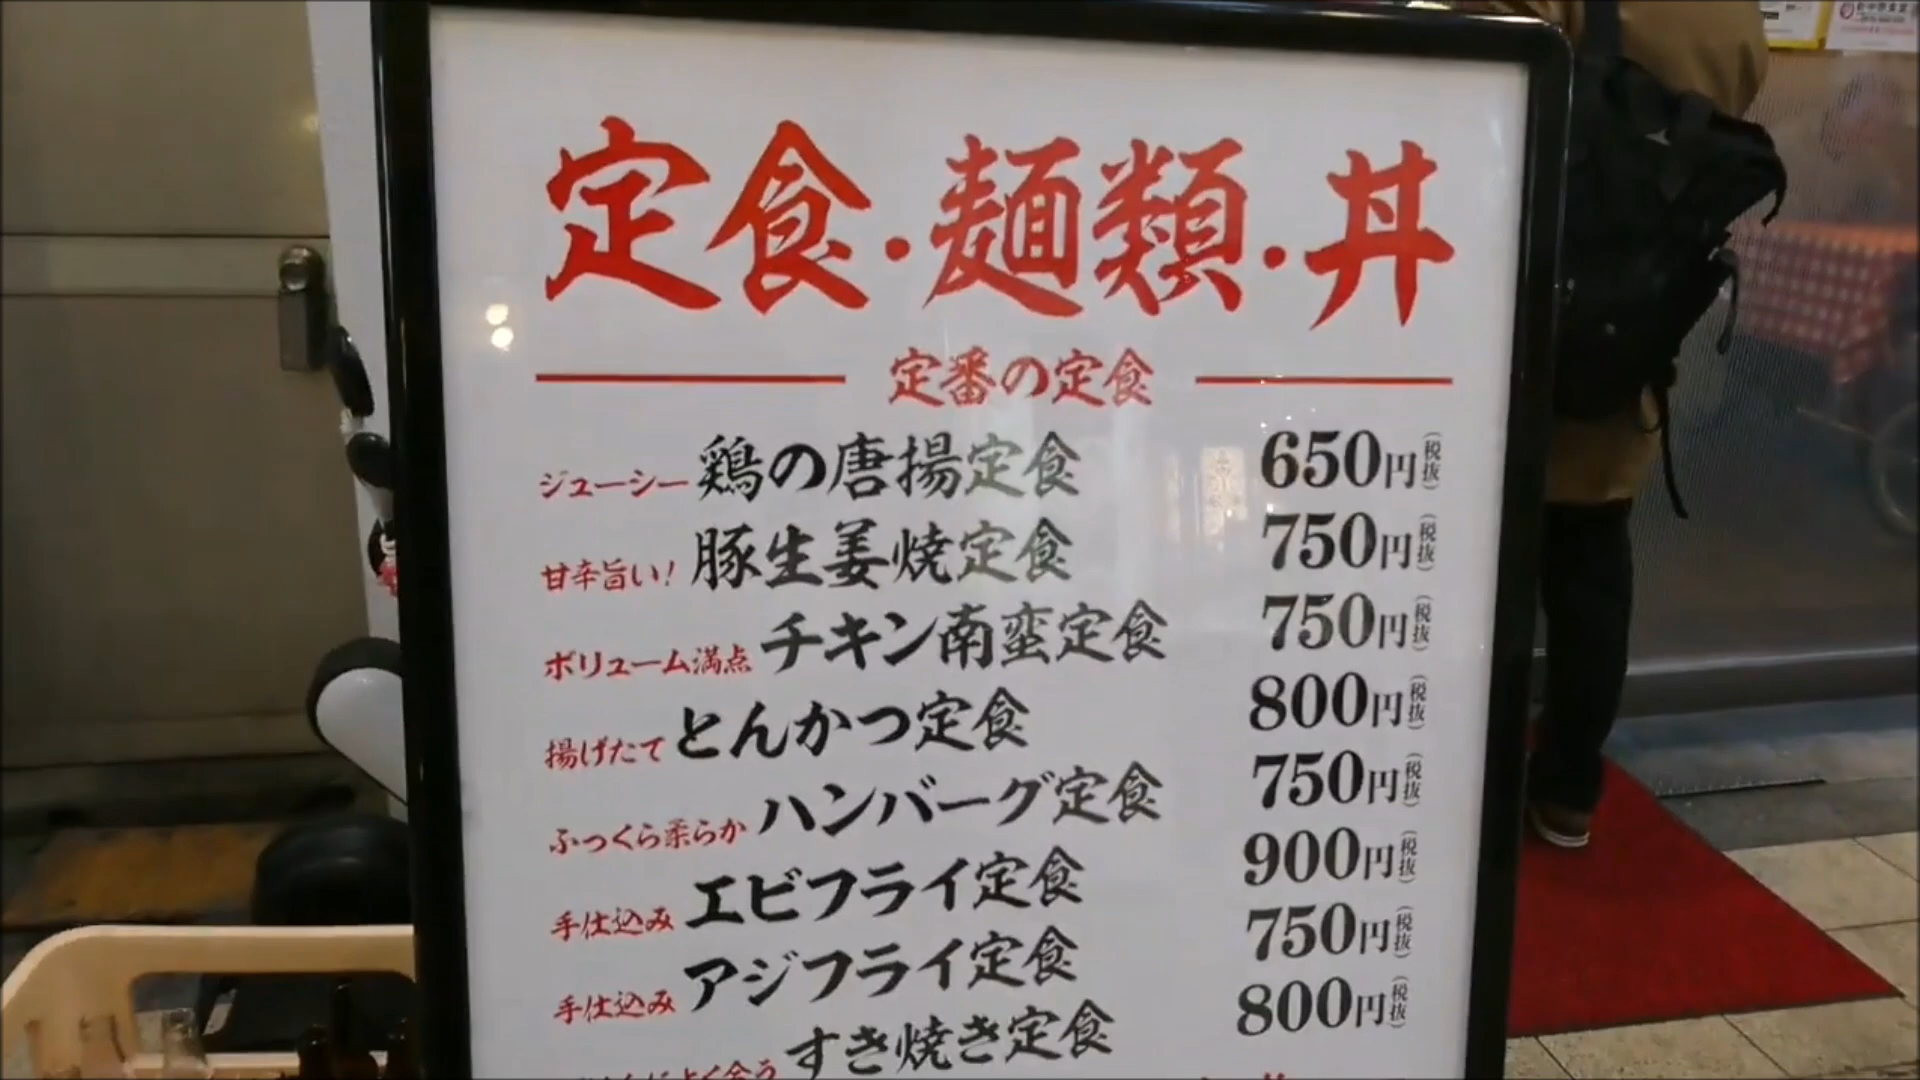 定食・麺類・丼
定番の定食
ジューシー 鶏の唐揚定食 650円(税抜)
甘辛旨い! 豚生姜焼定食 750円(税抜)
ボリューム満点 チキン南蛮定食 750円(税抜)
揚げたて とんかつ定食 800円(税抜)
ふっくら柔らか ハンバーグ定食 750円(税抜)
手仕込み エビフライ定食 900円(税抜)
手仕込み アジフライ定食 750円(税抜)
よく合う すき焼き定食 800円(税抜)